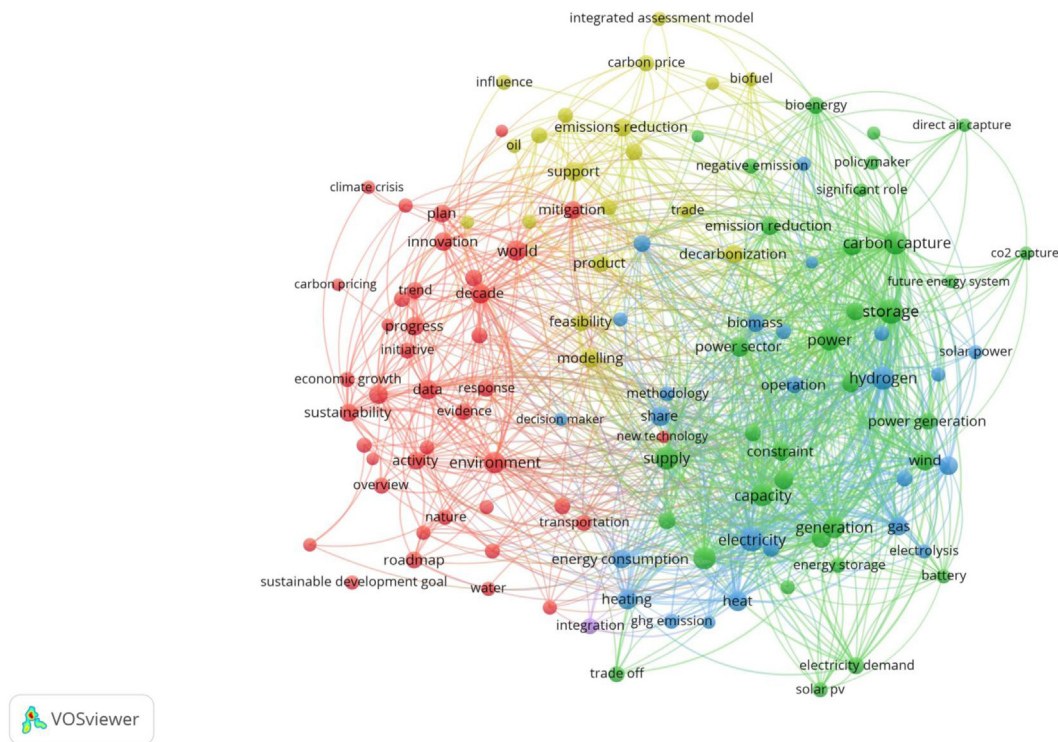 integrated assessment model
carbon price
influence
biofuel
bioenergy
direct air capture
emissions reduction
oil
support
negative emission
policymaker
significant role
climate crisis
plan
mitigation
trade
emission reduction
innovation
world
product
decarbonization
carbon capture
co2 capture
carbon pricing
trend
decade
future energy system
progress
feasibility
biomass
power
storage
initiative
modelling
power sector
solar power
economic growth
data
response
methodology
operation
hydrogen
sustainability
evidence
decision maker
share
power generation
new technology
activity
environment
supply
constraint
wind
overview
capacity
nature
transportation
electricity
generation
gas
roadmap
energy consumption
energy storage
electrolysis
sustainable development goal
water
battery
heating
heat
integration
ghg emission
trade off
electricity demand
solar pv
VOSviewer